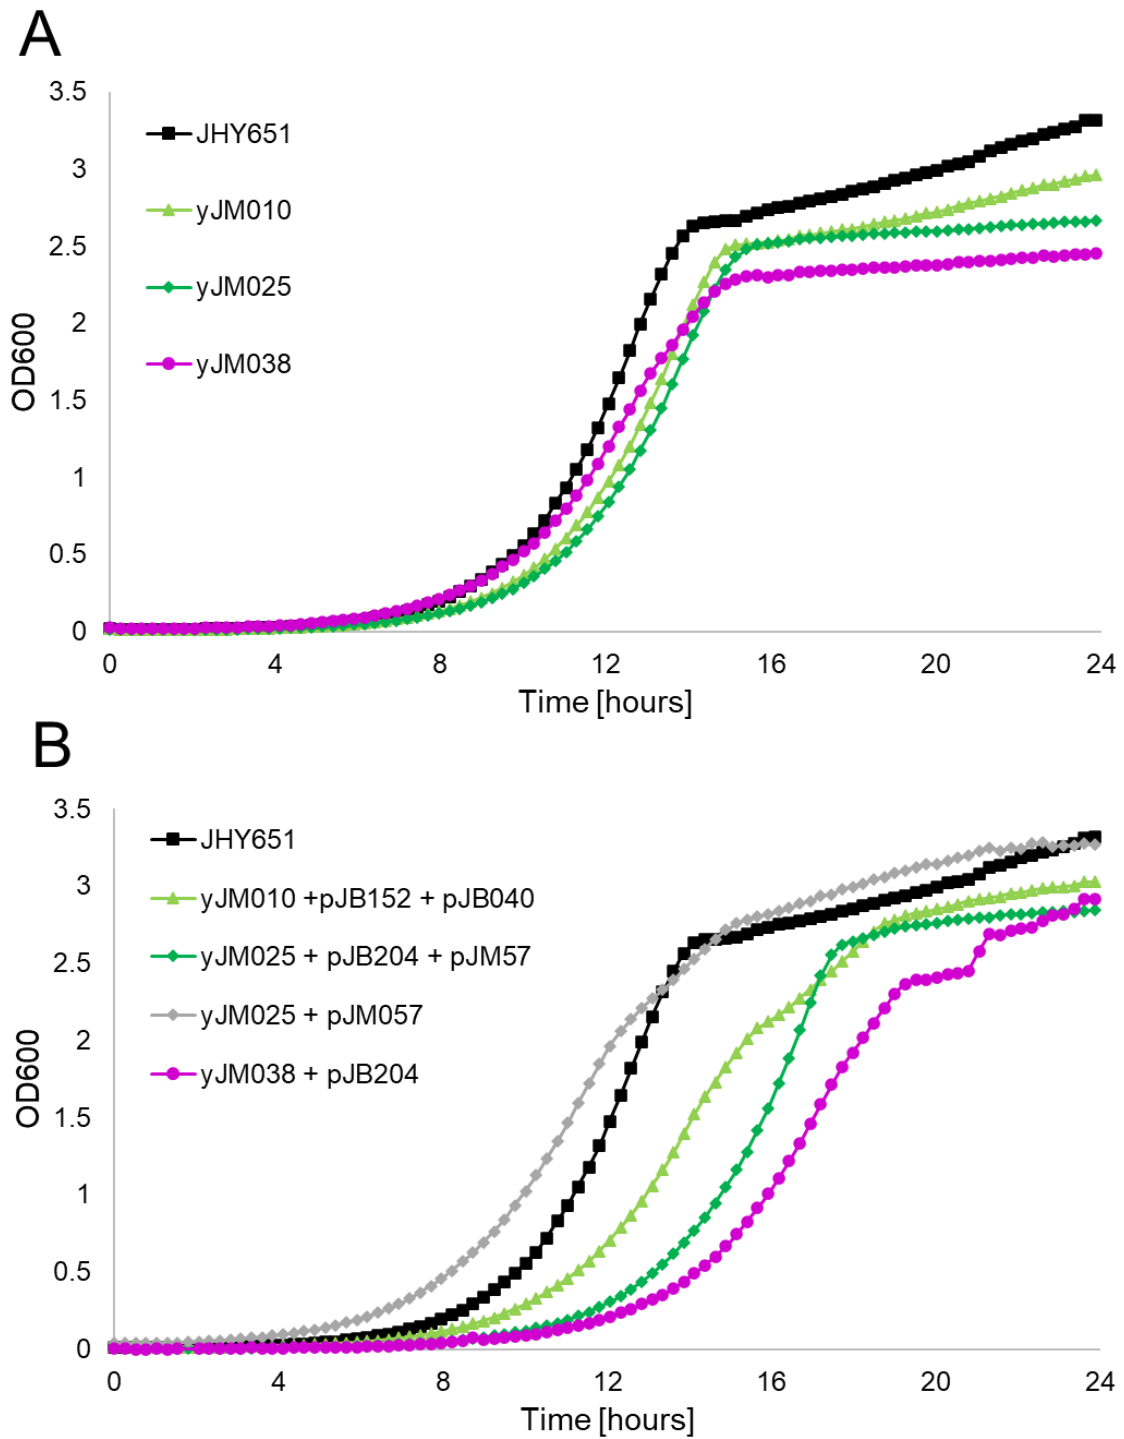 A
3.5
3
2.5
2
1.5
1
0.5
0
OD600
JHY651
yJM010
yJM025
yJM038
0 4 8 12 16 20 24
Time [hours]
B
3.5
3
2.5
2
1.5
1
0.5
0
OD600
JHY651
yJM010 +pJB152 + pJB040
yJM025 + pJB204 + pJM57
yJM025 + pJM057
yJM038 + pJB204
0 4 8 12 16 20 24
Time [hours]